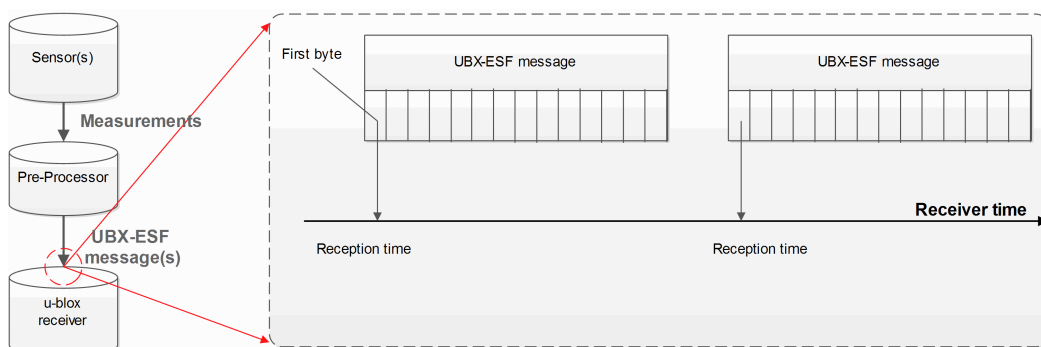 Sensor(s)
Measurements
Pre-Processor
UBX-ESF
message(s)
u-blox
receiver
First byte
UBX-ESF message
UBX-ESF message
Receiver time
Reception time
Reception time